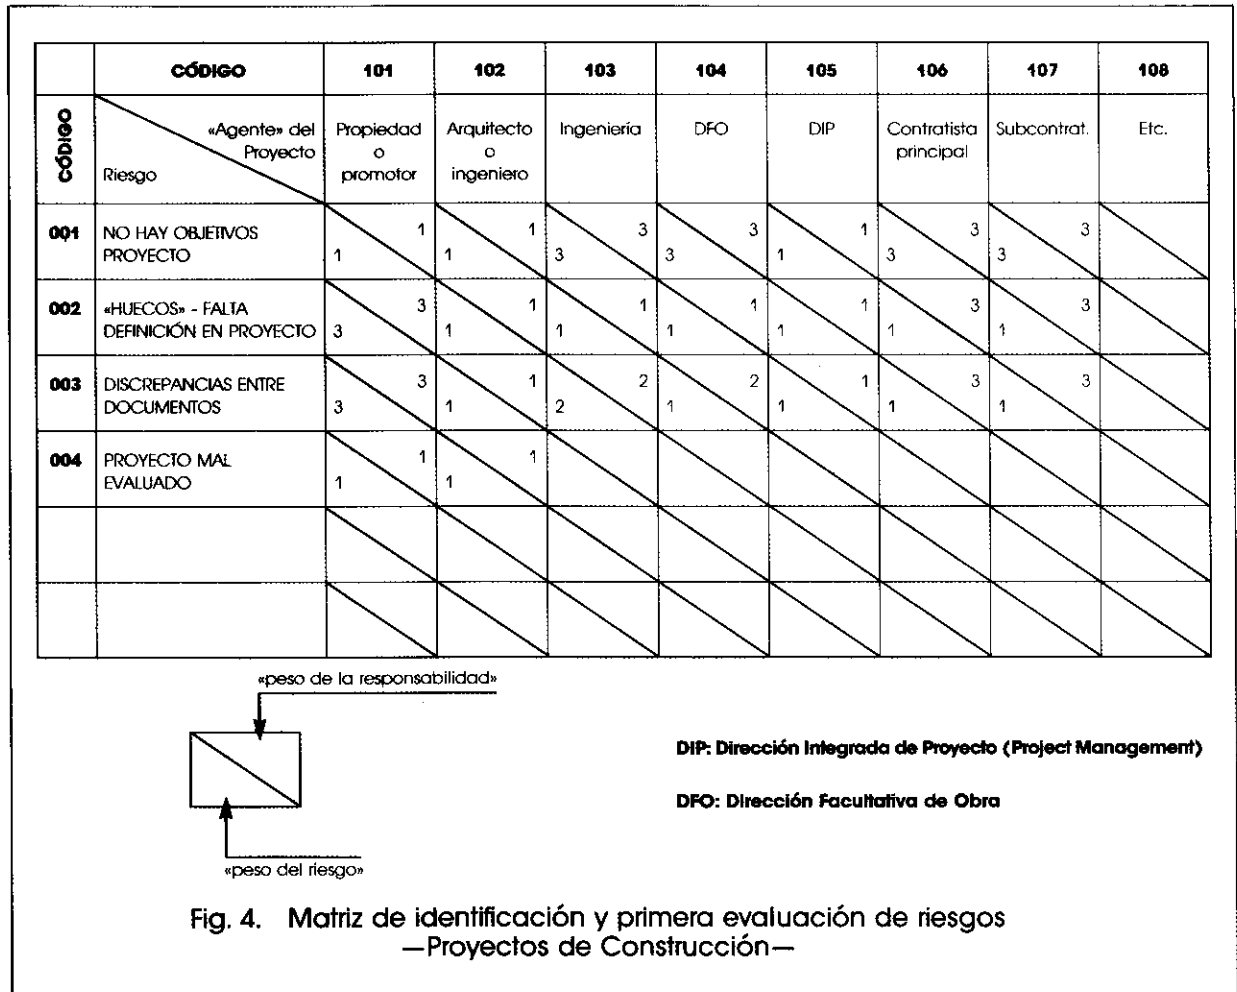 CÓDIGO 101 102 103 104 105 106 107 108
CÓDIGO
«Agente» del
Proyecto
Riesgo
Propiedad
o
promotor
Arquitecto
o
ingeniero
Ingeniería
DFO
DIP
Contratista
principal
Subcontrat.
Etc.
001 NO HAY OBJETIVOS
PROYECTO
1 1 3 3 1 3 3
1 1 3 3 1 3 3
002 «HUECOS» - FALTA
DEFINICIÓN EN PROYECTO
3 1 1 1 1 3 3
3 1 1 1 1 1 1
003 DISCREPANCIAS ENTRE
DOCUMENTOS
3 1 2 2 1 3 3
3 1 2 1 1 1 1
004 PROYECTO MAL
EVALUADO
1 1
1 1
«peso de la responsabilidad»
«peso del riesgo»
DIP: Dirección Integrada de Proyecto (Project Management)
DFO: Dirección Facultativa de Obra
Fig. 4. Matriz de identificación y primera evaluación de riesgos
—Proyectos de Construcción—